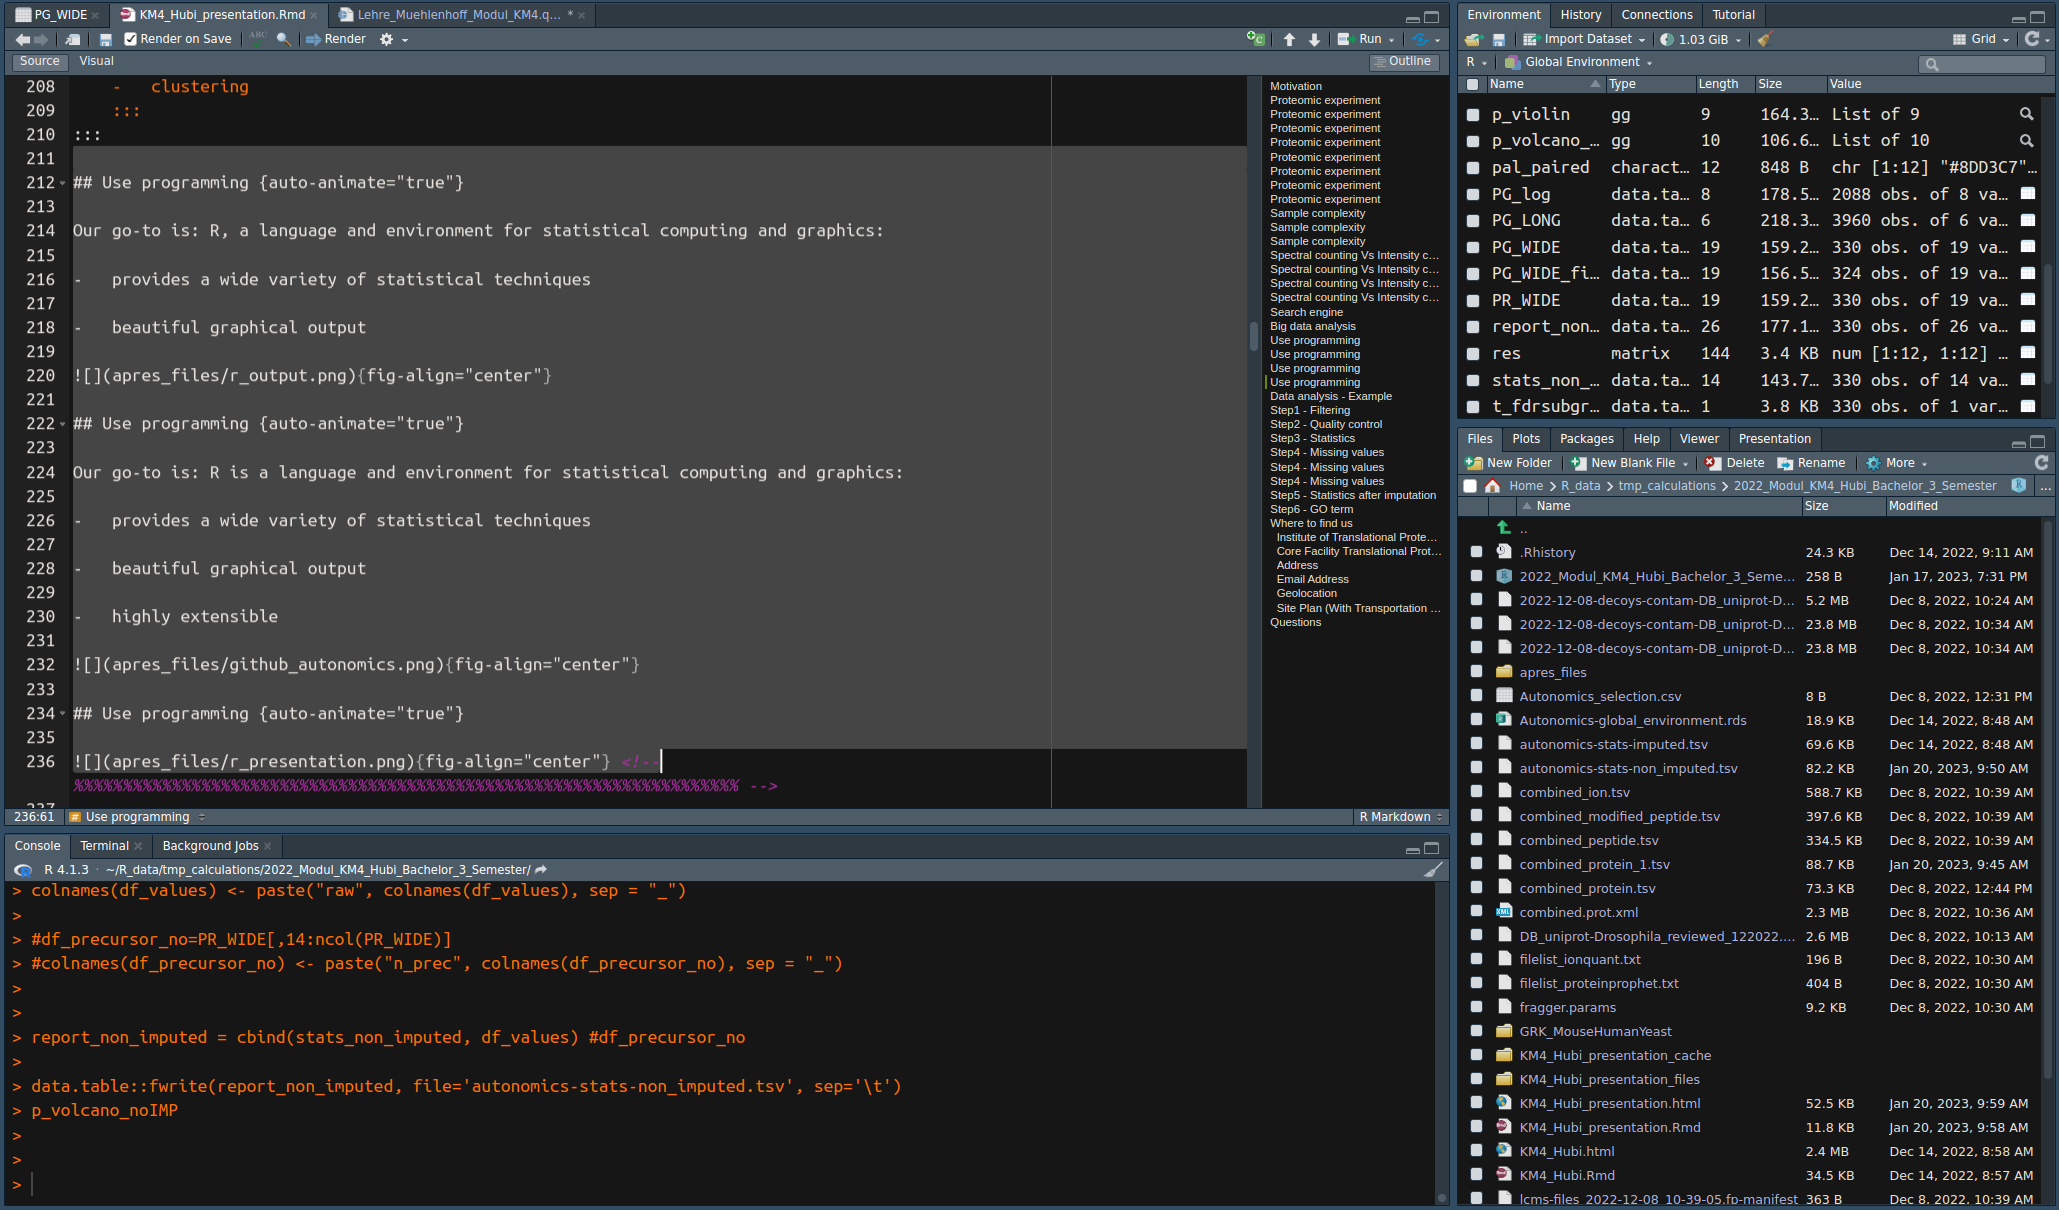 PG_WIDE
KM4_Hubi_presentation.Rmd
Lehre_Muehlenhoff_Modul_KM4.q... *
Render on Save
ABC
Render
Run
Source
Visual
Outline
208 - clustering
209 :::
210 :::
211
212 ## Use programming {auto-animate="true"}
213
214 Our go-to is: R, a language and environment for statistical computing and graphics:
215
216 - provides a wide variety of statistical techniques
217
218 - beautiful graphical output
219
220 ![](apres_files/r_output.png){fig-align="center"}
221
222 ## Use programming {auto-animate="true"}
223
224 Our go-to is: R is a language and environment for statistical computing and graphics:
225
226 - provides a wide variety of statistical techniques
227
228 - beautiful graphical output
229
230 - highly extensible
231
232 ![](apres_files/github_autonomics.png){fig-align="center"}
233
234 ## Use programming {auto-animate="true"}
235
236 ![](apres_files/r_presentation.png){fig-align="center"} <!--
237
236:61
Use programming
R Markdown
Motivation
Proteomic experiment
Proteomic experiment
Proteomic experiment
Proteomic experiment
Proteomic experiment
Proteomic experiment
Proteomic experiment
Proteomic experiment
Sample complexity
Sample complexity
Sample complexity
Spectral counting Vs Intensity c...
Spectral counting Vs Intensity c...
Spectral counting Vs Intensity c...
Spectral counting Vs Intensity c...
Search engine
Big data analysis
Use programming
Use programming
Use programming
Use programming
Data analysis - Example
Step1 - Filtering
Step2 - Quality control
Step3 - Statistics
Step4 - Missing values
Step4 - Missing values
Step4 - Missing values
Step5 - Statistics after imputation
Step6 - GO term
Where to find us
Institute of Translational Prote...
Core Facility Translational Prot...
Address
Email Address
Geolocation
Site Plan (With Transportation ...
Questions
Console
Terminal
Background Jobs
R 4.1.3 · ~/R_data/tmp_calculations/2022_Modul_KM4_Hubi_Bachelor_3_Semester/
> colnames(df_values) <- paste("raw", colnames(df_values), sep = "_")
>
> #df_precursor_no=PR_WIDE[,14:ncol(PR_WIDE)]
> #colnames(df_precursor_no) <- paste("n_prec", colnames(df_precursor_no), sep = "_")
>
>
> report_non_imputed = cbind(stats_non_imputed, df_values) #df_precursor_no
>
> data.table::fwrite(report_non_imputed, file='autonomics-stats-non_imputed.tsv', sep='\t')
> p_volcano_noIMP
>
>
>
Environment
History
Connections
Tutorial
Import Dataset
1.03 GiB
Grid
R
Global Environment
Name Type Length Size Value
p_violin gg 9 164.3... List of 9
p_volcano_... gg 10 106.6... List of 10
pal_paired charact... 12 848 B chr [1:12] "#8DD3C7"...
PG_log data.ta... 8 178.5... 2088 obs. of 8 va...
PG_LONG data.ta... 6 218.3... 3960 obs. of 6 va...
PG_WIDE data.ta... 19 159.2... 330 obs. of 19 va...
PG_WIDE_fi... data.ta... 19 156.5... 324 obs. of 19 va...
PR_WIDE data.ta... 19 159.2... 330 obs. of 19 va...
report_non... data.ta... 26 177.1... 330 obs. of 26 va...
res matrix 144 3.4 KB num [1:12, 1:12] ...
stats_non_... data.ta... 14 143.7... 330 obs. of 14 va...
t_fdrsubgr... data.ta... 1 3.8 KB 330 obs. of 1 var...
Files
Plots
Packages
Help
Viewer
Presentation
New Folder
New Blank File
Delete
Rename
More
Home > R_data > tmp_calculations > 2022_Modul_KM4_Hubi_Bachelor_3_Semester
...
Name Size Modified
..
.Rhistory 24.3 KB Dec 14, 2022, 9:11 AM
2022_Modul_KM4_Hubi_Bachelor_3_Seme... 258 B Jan 17, 2023, 7:31 PM
2022-12-08-decoys-contam-DB_uniprot-D... 5.2 MB Dec 8, 2022, 10:24 AM
2022-12-08-decoys-contam-DB_uniprot-D... 23.8 MB Dec 8, 2022, 10:34 AM
2022-12-08-decoys-contam-DB_uniprot-D... 23.8 MB Dec 8, 2022, 10:34 AM
apres_files
Autonomics_selection.csv 8 B Dec 8, 2022, 12:31 PM
Autonomics-global_environment.rds 18.9 KB Dec 14, 2022, 8:48 AM
autonomics-stats-imputed.tsv 69.6 KB Dec 14, 2022, 8:48 AM
autonomics-stats-non_imputed.tsv 82.2 KB Jan 20, 2023, 9:50 AM
combined_ion.tsv 588.7 KB Dec 8, 2022, 10:39 AM
combined_modified_peptide.tsv 397.6 KB Dec 8, 2022, 10:39 AM
combined_peptide.tsv 334.5 KB Dec 8, 2022, 10:39 AM
combined_protein_1.tsv 88.7 KB Jan 20, 2023, 9:45 AM
combined_protein.tsv 73.3 KB Dec 8, 2022, 12:44 PM
combined.prot.xml 2.3 MB Dec 8, 2022, 10:36 AM
DB_uniprot-Drosophila_reviewed_122022.... 2.6 MB Dec 8, 2022, 10:13 AM
filelist_ionquant.txt 196 B Dec 8, 2022, 10:30 AM
filelist_proteinprophet.txt 404 B Dec 8, 2022, 10:30 AM
fragger.params 9.2 KB Dec 8, 2022, 10:30 AM
GRK_MouseHumanYeast
KM4_Hubi_presentation_cache
KM4_Hubi_presentation_files
KM4_Hubi_presentation.html 52.5 KB Jan 20, 2023, 9:59 AM
KM4_Hubi_presentation.Rmd 11.8 KB Jan 20, 2023, 9:58 AM
KM4_Hubi.html 2.4 MB Dec 14, 2022, 8:58 AM
KM4_Hubi.Rmd 34.5 KB Dec 14, 2022, 8:57 AM
lcms-files_2022-12-08_10-39-05.fp-manifest 363 B Dec 8, 2022, 10:39 AM